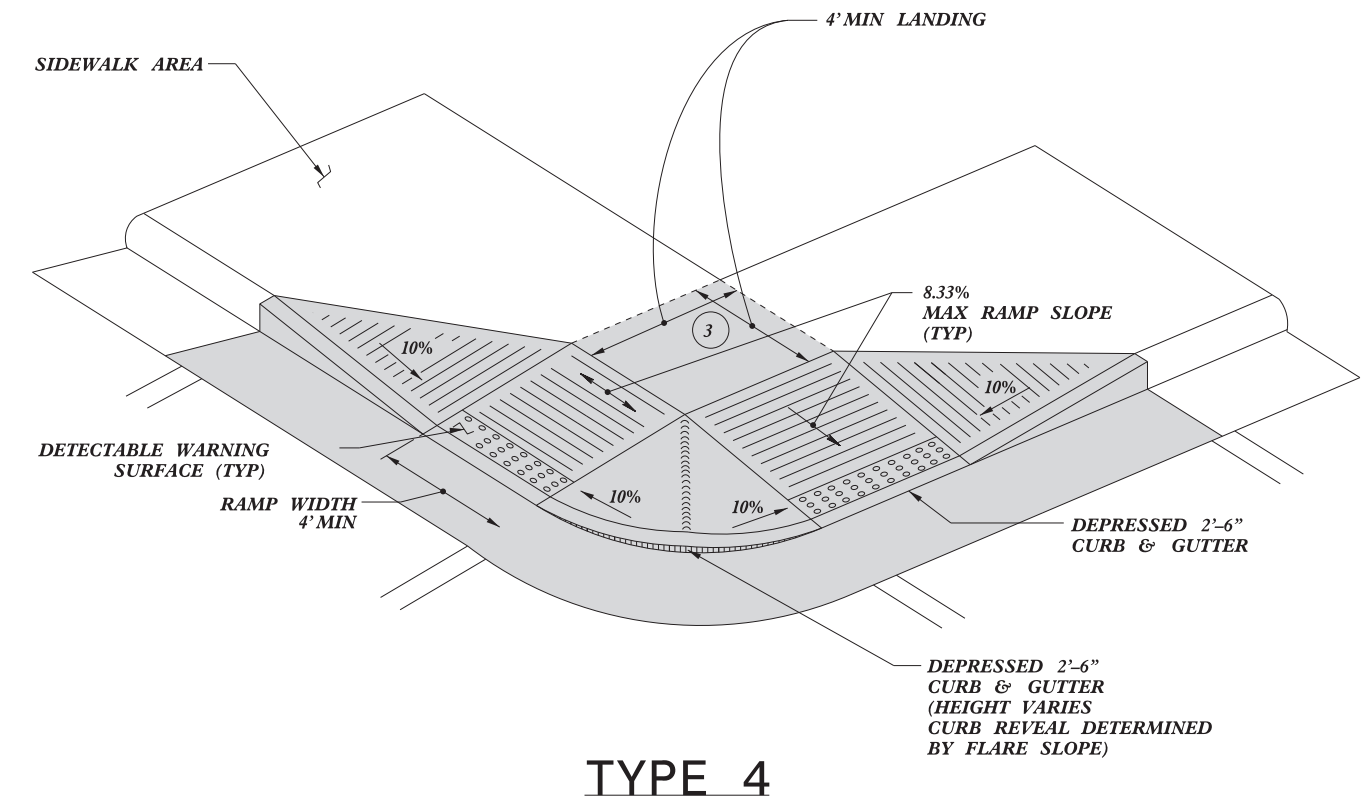 4' MIN LANDING
SIDEWALK AREA
8.33%
MAX RAMP SLOPE
(TYP)
3
10%
10%
DETECTABLE WARNING
SURFACE (TYP)
RAMP WIDTH
4' MIN
10%
10%
DEPRESSED 2'–6”
CURB & GUTTER
DEPRESSED 2'–6”
CURB & GUTTER
(HEIGHT VARIES
CURB REVEAL DETERMINED
BY FLARE SLOPE)
TYPE 4